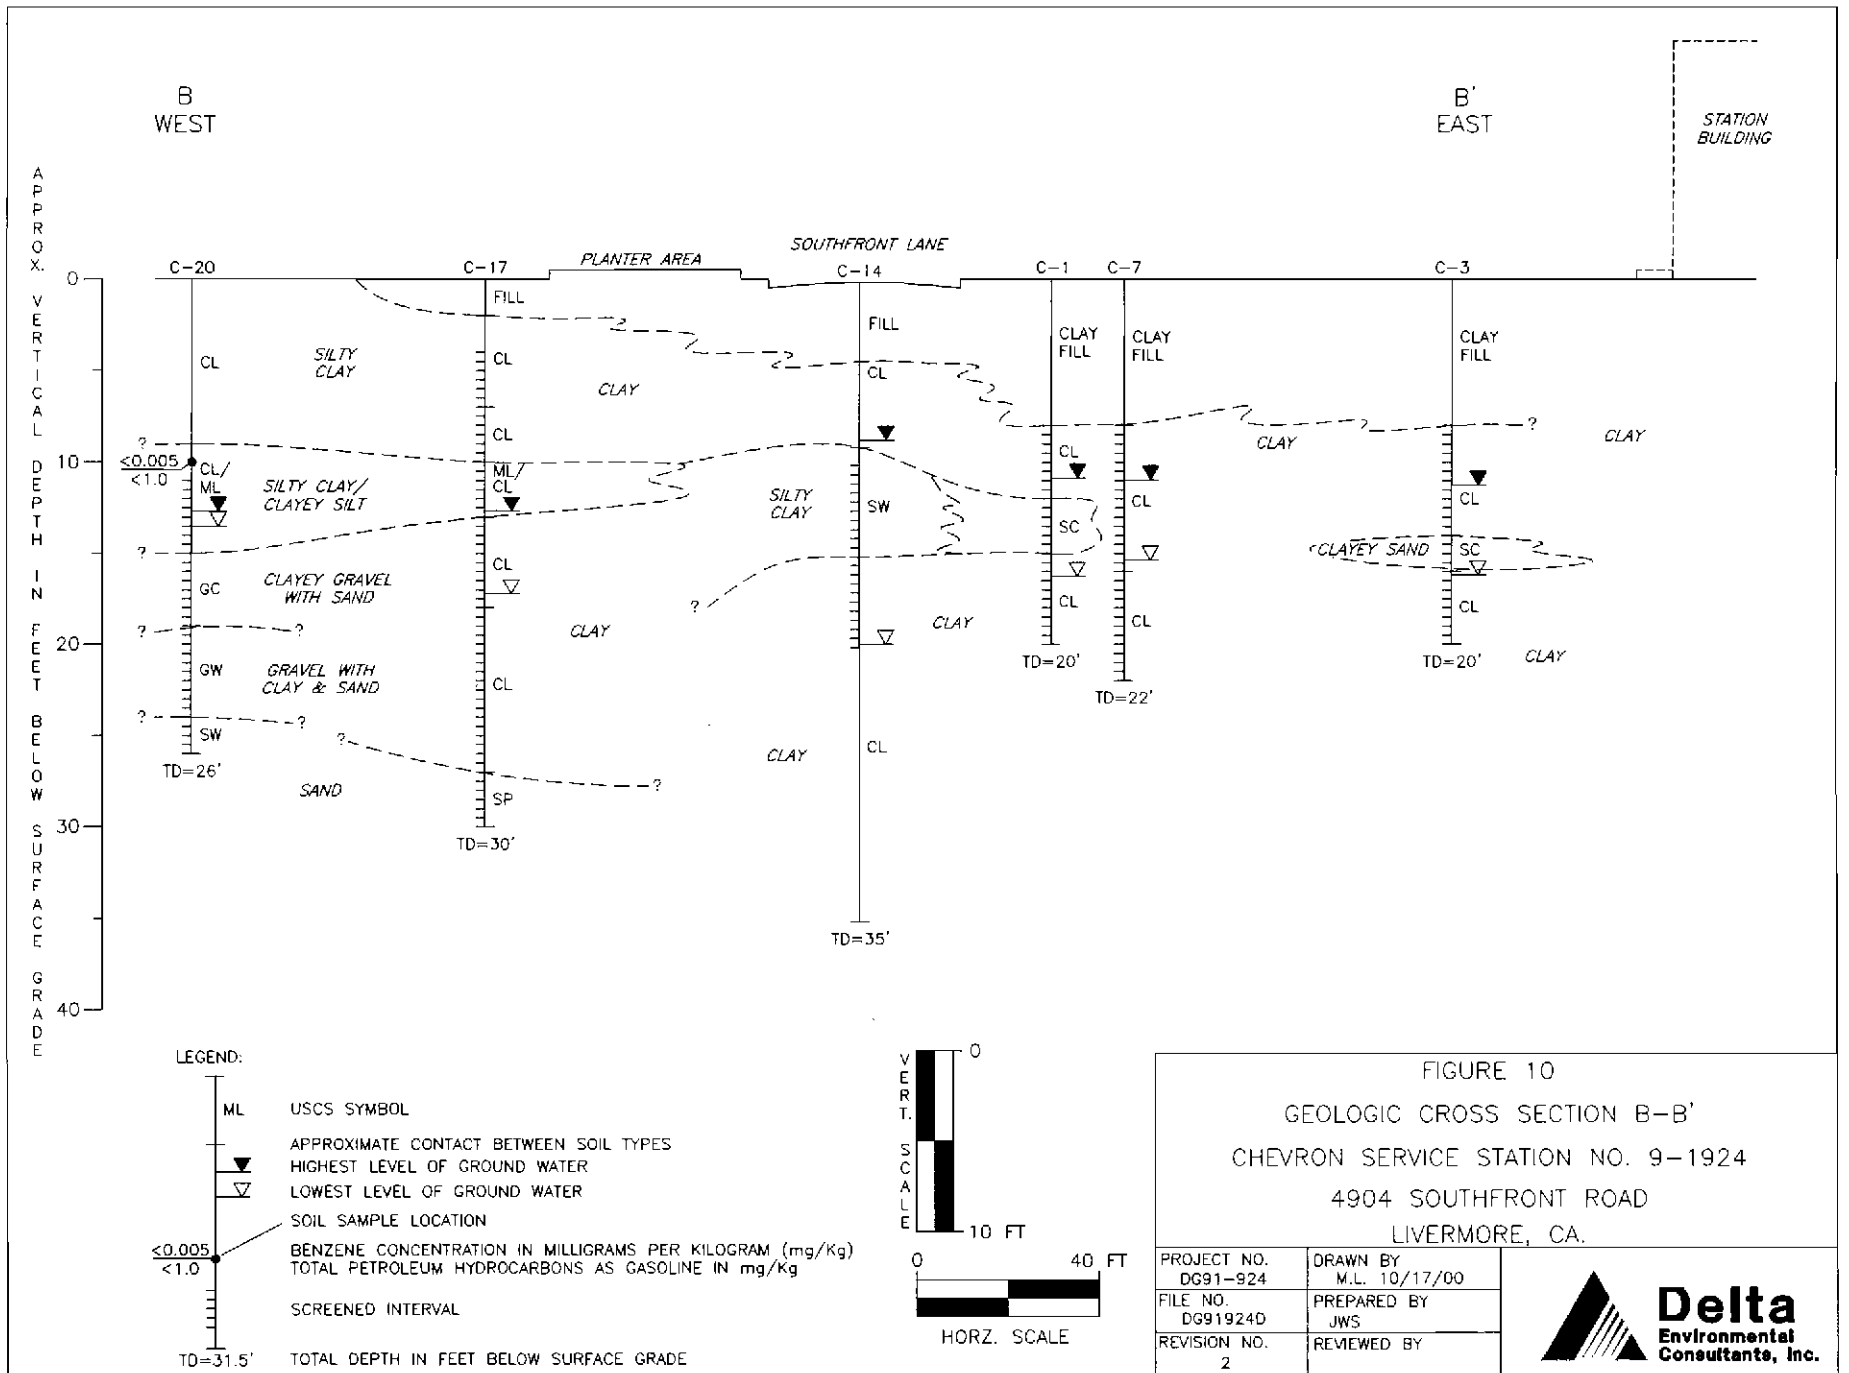 B
WEST
B'
EAST
STATION
BUILDING
APPROX. VERTICAL DEPTH IN FEET BELOW SURFACE GRADE
SOUTHFRONT LANE
PLANTER AREA
C-20
C-17
C-14
C-1
C-7
C-3
0
10
20
30
40
CL
SILTY
CLAY
?
<0.005
<1.0
CL/
ML
SILTY CLAY/
CLAYEY SILT
?
GC
CLAYEY GRAVEL
WITH SAND
?
?
GW
GRAVEL WITH
CLAY & SAND
?
?
SW
TD=26'
?
SAND
FILL
CL
CLAY
CL
ML/
CL
CL
CLAY
CL
SP
TD=30'
?
?
FILL
CL
SILTY
CLAY
SW
CLAY
CLAY
CL
TD=35'
CLAY
FILL
CL
SC
CL
TD=20'
CLAY
FILL
CL
CL
TD=22'
CLAY
CLAY
FILL
?
CLAY
CL
CLAYEY SAND
SC
CL
TD=20'
CLAY
LEGEND:
ML
USCS SYMBOL
APPROXIMATE CONTACT BETWEEN SOIL TYPES
HIGHEST LEVEL OF GROUND WATER
LOWEST LEVEL OF GROUND WATER
SOIL SAMPLE LOCATION
<0.005
<1.0
BENZENE CONCENTRATION IN MILLIGRAMS PER KILOGRAM (mg/Kg)
TOTAL PETROLEUM HYDROCARBONS AS GASOLINE IN mg/Kg
SCREENED INTERVAL
TD=31.5'
TOTAL DEPTH IN FEET BELOW SURFACE GRADE
VERT. SCALE
0
10 FT
0
40 FT
HORZ. SCALE
FIGURE 10
GEOLOGIC CROSS SECTION B-B'
CHEVRON SERVICE STATION NO. 9-1924
4904 SOUTHFRONT ROAD
LIVERMORE, CA.
PROJECT NO.
DG91-924
DRAWN BY
M.L. 10/17/00
FILE NO.
DG91924D
PREPARED BY
JWS
REVISION NO.
2
REVIEWED BY
Delta
Environmental
Consultants, Inc.